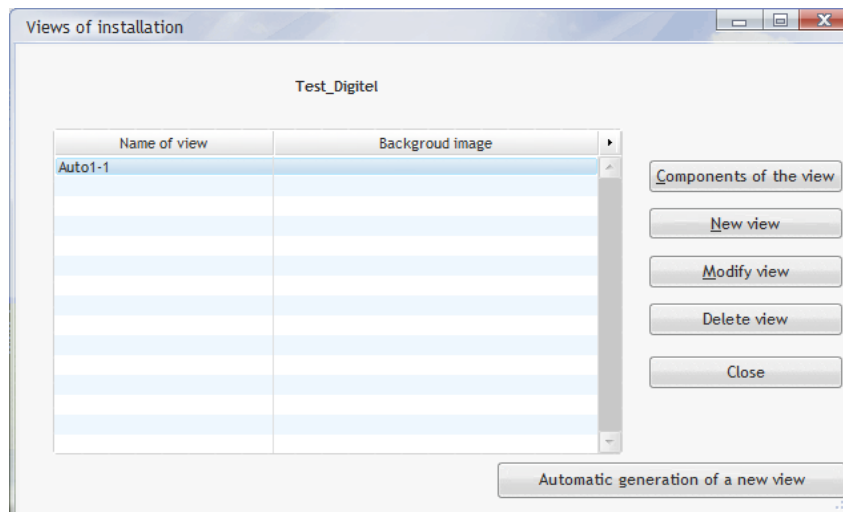 Views of installation
Test_Digitel
Name of view Backgroud image
Auto1-1
Components of the view
New view
Modify view
Delete view
Close
Automatic generation of a new view